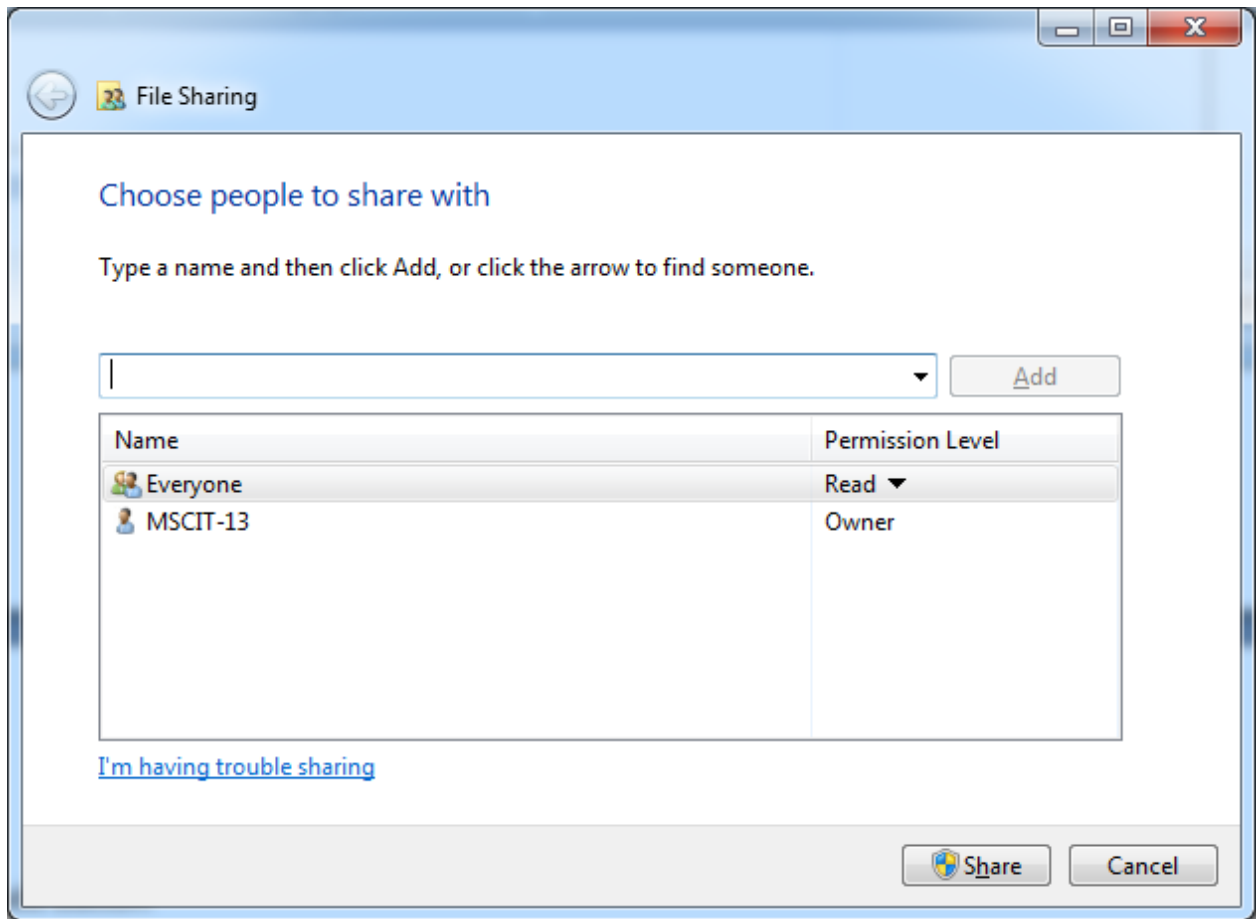 File Sharing
Choose people to share with
Type a name and then click Add, or click the arrow to find someone.
Add
Name Permission Level
Everyone Read
MSCIT-13 Owner
I'm having trouble sharing
Share Cancel